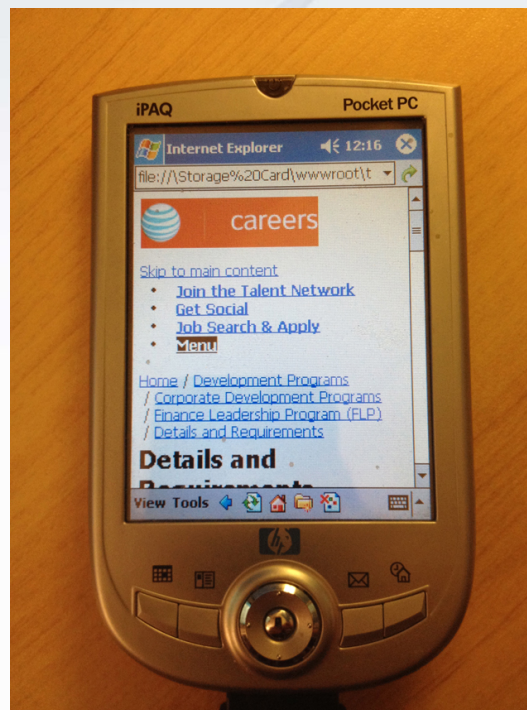 iPAQ
Pocket PC
Internet Explorer 12:16
file://\Storage%20Card\wwwroot\t
careers
Skip to main content
• Join the Talent Network
• Get Social
• Job Search & Apply
• Menu
Home / Development Programs
/ Corporate Development Programs
/ Finance Leadership Program (FLP)
/ Details and Requirements
Details and
Requirements
View Tools
hp